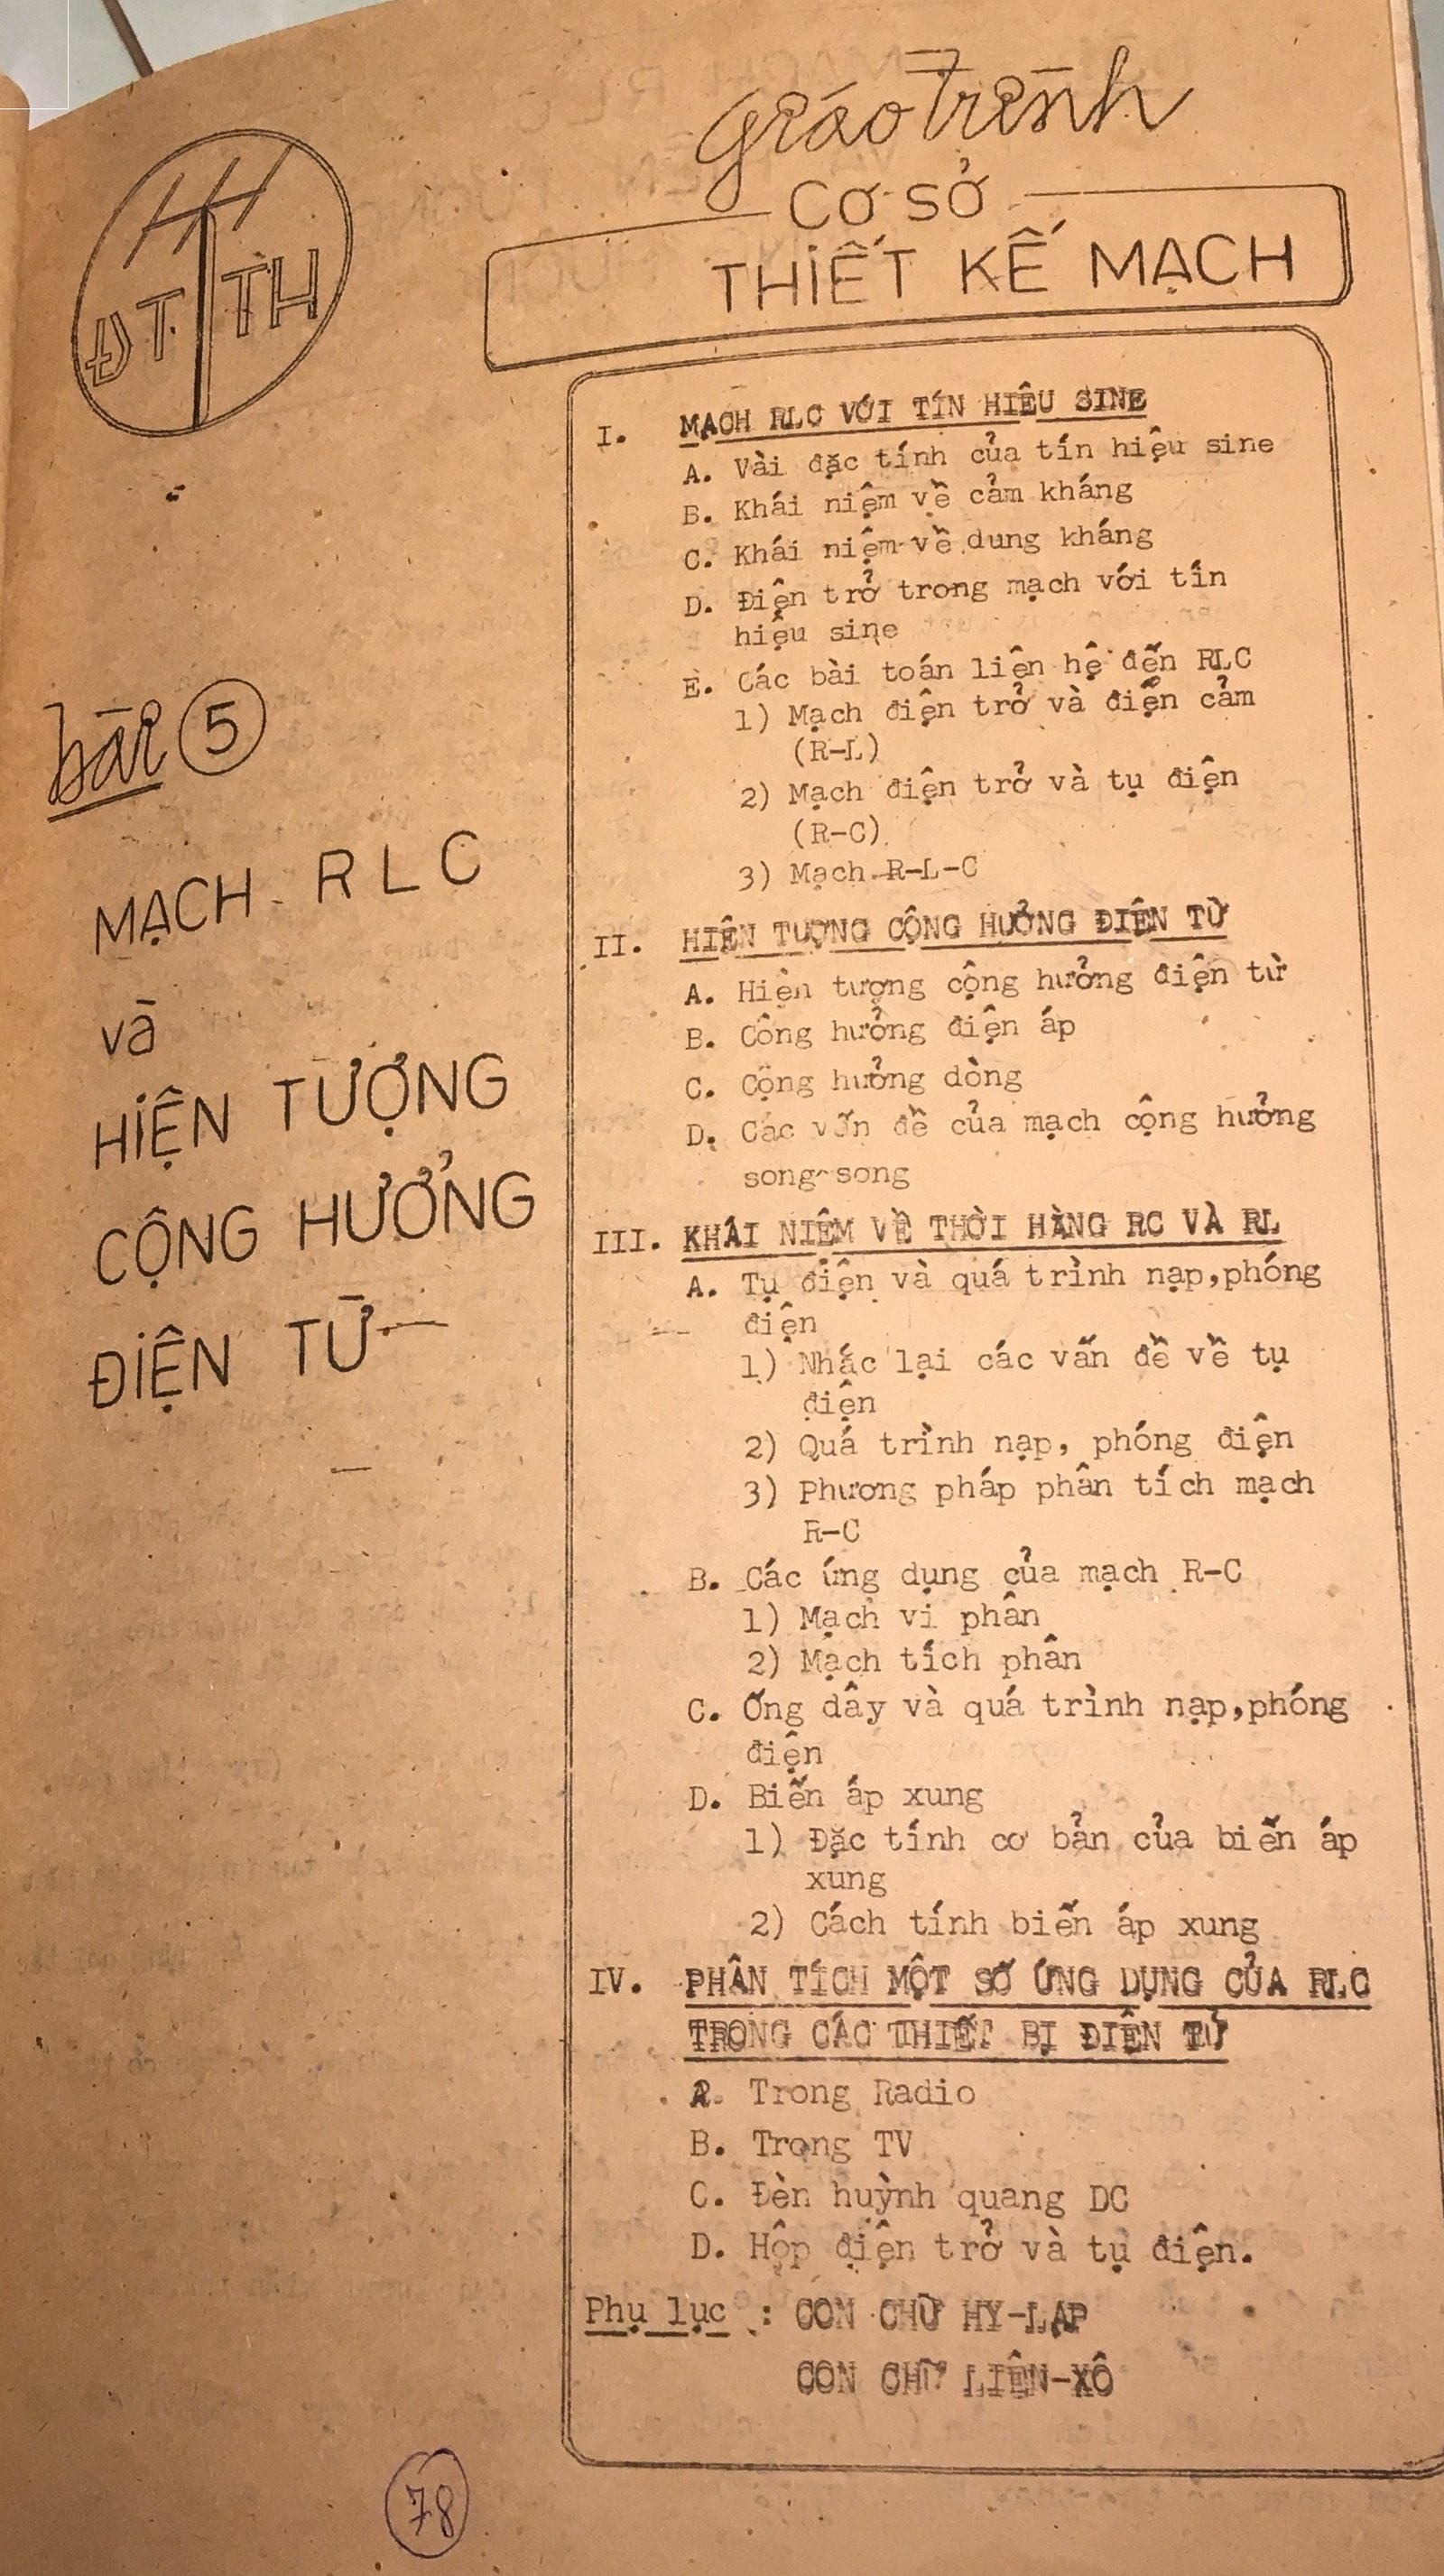 giáo trình
CƠ SỞ
THIẾT KẾ MẠCH
ĐT TH
bài 5
MẠCH RLC
và
HIỆN TƯỢNG
CỘNG HƯỞNG
ĐIỆN TỪ
I. MẠCH RLC VỚI TÍN HIỆU SINE
A. Vài đặc tính của tín hiệu sine
B. Khái niệm về cảm kháng
C. Khái niệm về dung kháng
D. Điện trở trong mạch với tín
hiệu sine
E. Các bài toán liên hệ đến RLC
1) Mạch điện trở và điện cảm
(R-L)
2) Mạch điện trở và tụ điện
(R-C)
3) Mạch R-L-C
II. HIỆN TƯỢNG CỘNG HƯỞNG ĐIỆN TỪ
A. Hiện tượng cộng hưởng điện từ
B. Cộng hưởng điện áp
C. Cộng hưởng dòng
D. Các vấn đề của mạch cộng hưởng
song song
III. KHÁI NIỆM VỀ THỜI HẰNG RC VÀ RL
A. Tụ điện và quá trình nạp,phóng
điện
1) Nhắc lại các vấn đề về tụ
điện
2) Quá trình nạp, phóng điện
3) Phương pháp phân tích mạch
R-C
B. Các ứng dụng của mạch R-C
1) Mạch vi phân
2) Mạch tích phân
C. Ống dây và quá trình nạp,phóng
điện
D. Biến áp xung
1) Đặc tính cơ bản của biến áp
xung
2) Cách tính biến áp xung
IV. PHÂN TÍCH MỘT SỐ ỨNG DỤNG CỦA RLC
TRONG CÁC THIẾT BỊ ĐIỆN TỬ
A. Trong Radio
B. Trong TV
C. Đèn huỳnh quang DC
D. Hộp điện trở và tụ điện.
Phụ lục : CON CHỮ HY-LẠP
CON CHỮ LIÊN-XÔ
78